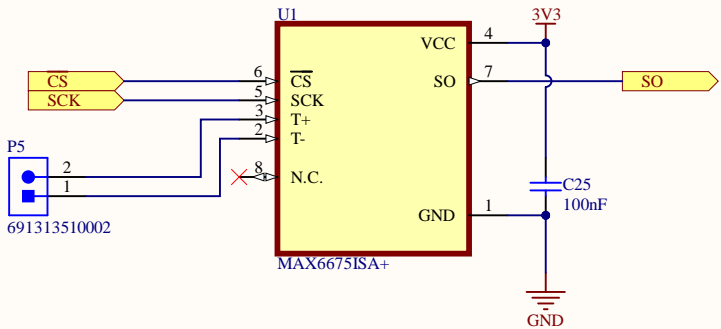 U1
3V3
VCC 4
CS 6 CS
SO 7 SO
SCK 5 SCK
3 T+
2 T-
P5
2
8 N.C.
1
C25
100nF
GND 1
691313510002
MAX6675ISA+
GND